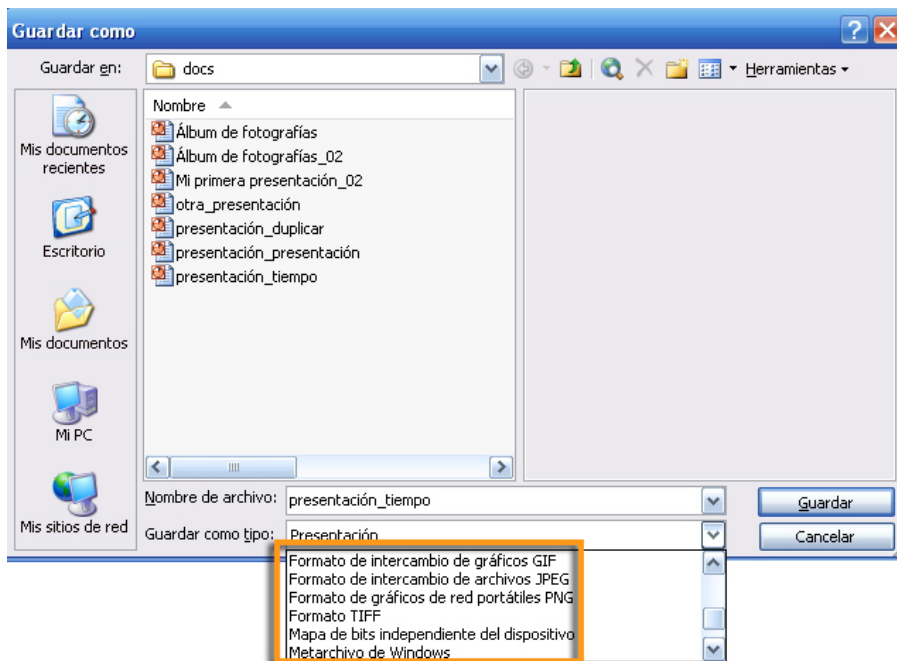 Guardar como
Guardar en:
docs
Herramientas
Mis documentos
recientes
Escritorio
Mis documentos
Mi PC
Mis sitios de red
Nombre
Álbum de fotografías
Álbum de fotografías_02
Mi primera presentación_02
otra_presentación
presentación_duplicar
presentación_presentación
presentación_tiempo
Nombre de archivo: presentación_tiempo
Guardar
Guardar como tipo: Presentación
Cancelar
Formato de intercambio de gráficos GIF
Formato de intercambio de archivos JPEG
Formato de gráficos de red portátiles PNG
Formato TIFF
Mapa de bits independiente del dispositivo
Metarchivo de Windows